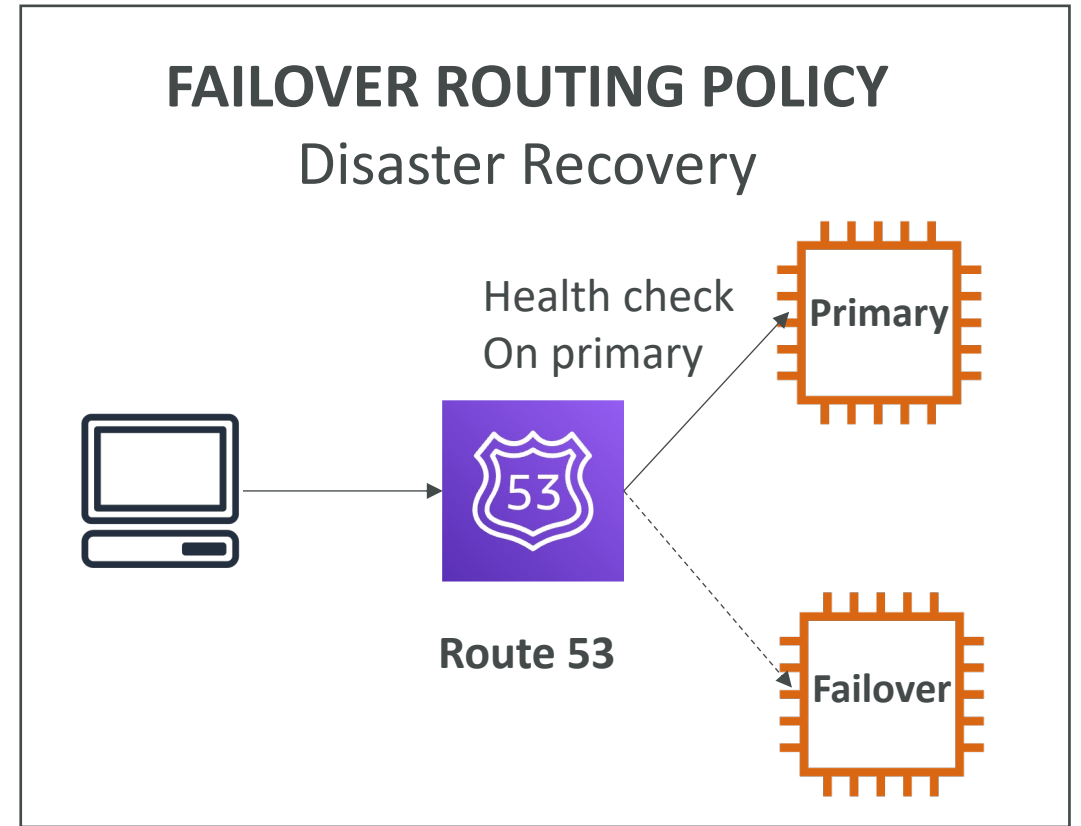 FAILOVER ROUTING POLICY
Disaster Recovery
Health check
On primary
Primary
53
Route 53
Failover